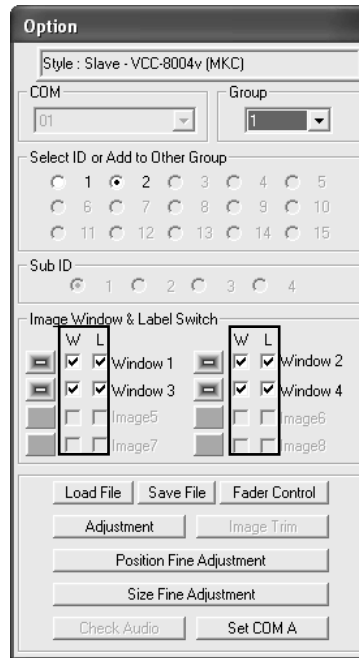 Option
Style : Slave - VCC-8004v (MKC)
COM Group
01 1
Select ID or Add to Other Group
1 2 3 4 5
6 7 8 9 10
11 12 13 14 15
Sub ID
1 2 3 4
Image Window & Label Switch
W L W L
Window 1 Window 2
Window 3 Window 4
Image5 Image6
Image7 Image8
Load File Save File Fader Control
Adjustment Image Trim
Position Fine Adjustment
Size Fine Adjustment
Check Audio Set COM A